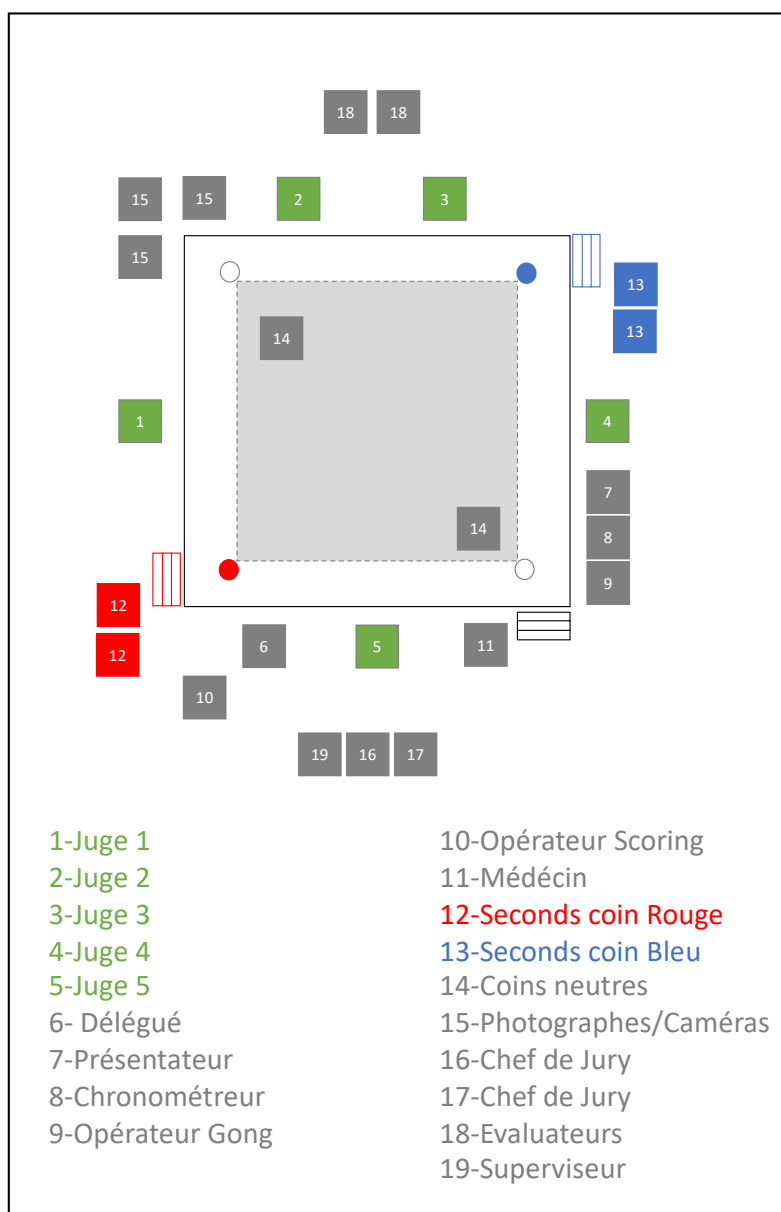 18 18
15 15 2 3
15
13
13
14
1 4
7
14 8
9
12
12 6 5 11
10
19 16 17
1-Juge 1
2-Juge 2
3-Juge 3
4-Juge 4
5-Juge 5
6- Délégué
7-Présentateur
8-Chronométreur
9-Opérateur Gong
10-Opérateur Scoring
11-Médécin
12-Seconds coin Rouge
13-Seconds coin Bleu
14-Coins neutres
15-Photographes/Caméras
16-Chef de Jury
17-Chef de Jury
18-Evaluateurs
19-Superviseur